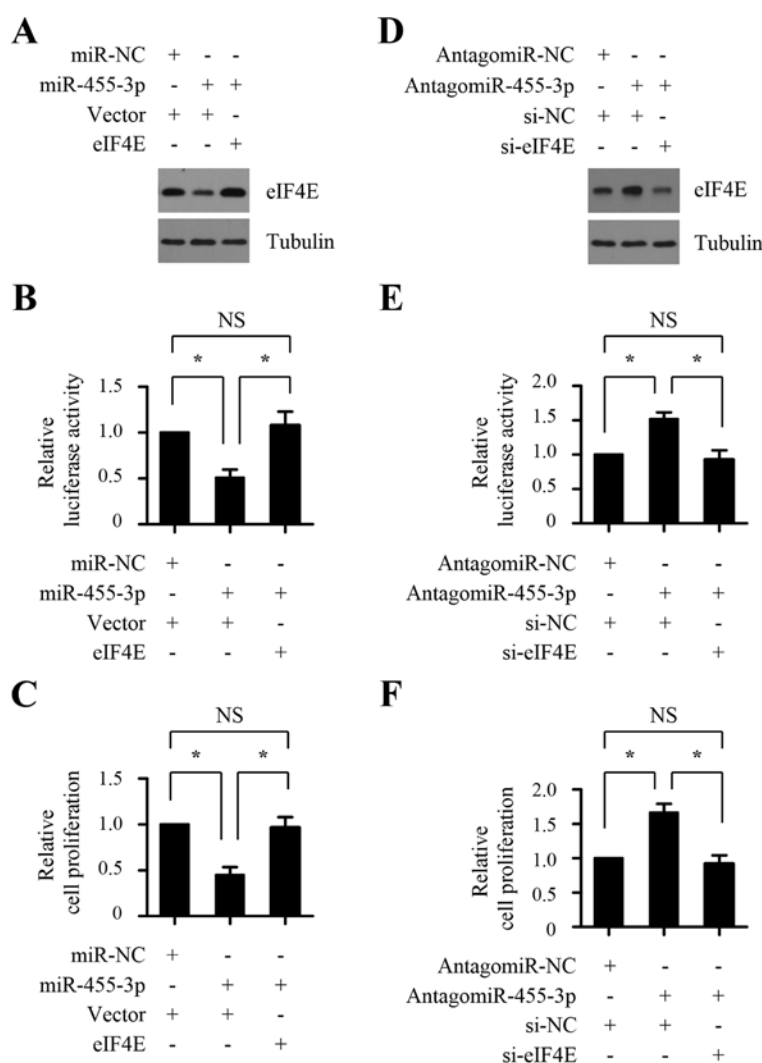 A
miR-NC + - -
miR-455-3p - + +
Vector + + -
eIF4E - - +
eIF4E
Tubulin
D
AntagomiR-NC + - -
AntagomiR-455-3p - + +
si-NC + + -
si-eIF4E - - +
eIF4E
Tubulin
B
NS
* *
Relative
luciferase activity
1.5
1.0
0.5
0
miR-NC + - -
miR-455-3p - + +
Vector + + -
eIF4E - - +
E
NS
* *
Relative
luciferase activity
2.0
1.5
1.0
0.5
0
AntagomiR-NC + - -
AntagomiR-455-3p - + +
si-NC + + -
si-eIF4E - - +
C
NS
* *
Relative
cell proliferation
1.5
1.0
0.5
0
miR-NC + - -
miR-455-3p - + +
Vector + + -
eIF4E - - +
F
NS
* *
Relative
cell proliferation
2.0
1.5
1.0
0.5
0
AntagomiR-NC + - -
AntagomiR-455-3p - + +
si-NC + + -
si-eIF4E - - +